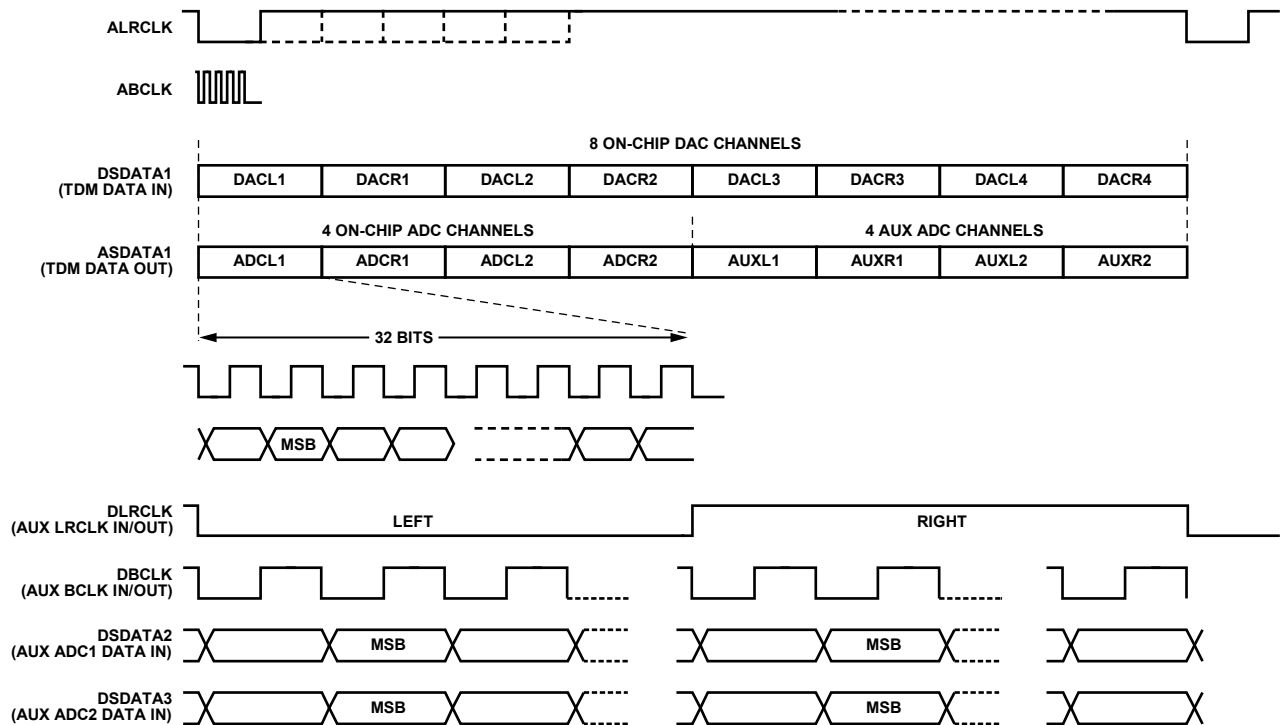 ALRCLK
ABCLK
8 ON-CHIP DAC CHANNELS
DSDATA1
(TDM DATA IN)
DACL1 DACR1 DACL2 DACR2 DACL3 DACR3 DACL4 DACR4
4 ON-CHIP ADC CHANNELS 4 AUX ADC CHANNELS
ASDATA1
(TDM DATA OUT)
ADCL1 ADCR1 ADCL2 ADCR2 AUXL1 AUXR1 AUXL2 AUXR2
32 BITS
MSB
DLRCLK
(AUX LRCLK IN/OUT)
LEFT RIGHT
DBCLK
(AUX BCLK IN/OUT)
DSDATA2
(AUX ADC1 DATA IN)
MSB MSB
DSDATA3
(AUX ADC2 DATA IN)
MSB MSB